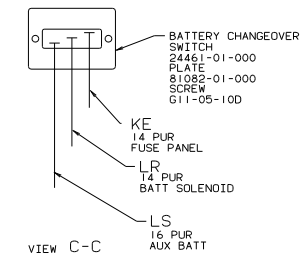 BATTERY CHANGEOVER
SWITCH
24461-01-000
PLATE
81082-01-000
SCREW
G11-05-10D
KE
14 PUR
FUSE PANEL
LR
14 PUR
BATT SOLENOID
LS
16 PUR
AUX BATT
VIEW C-C